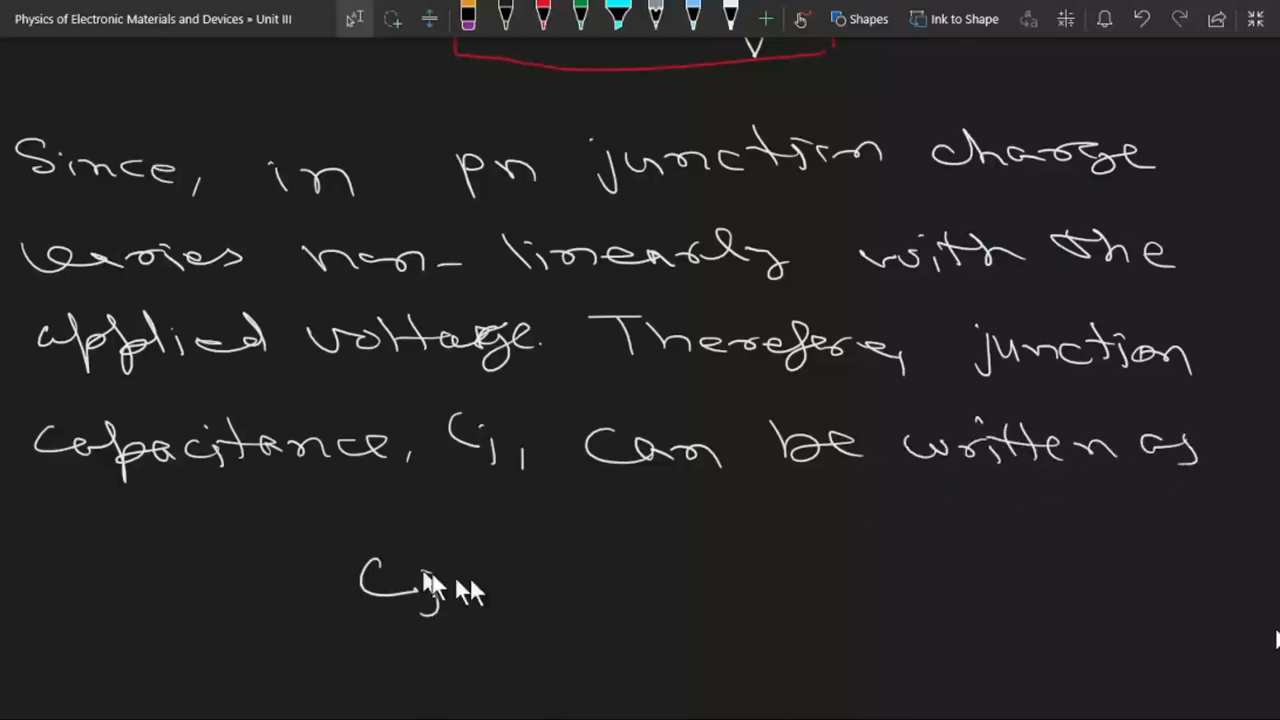 Physics of Electronic Materials and Devices » Unit III
Shapes
Ink to Shape
V
Since, in pn junction charge
varies non-linearly with the
applied voltage. Therefore, junction
capacitance, Cj, can be written as
Cj